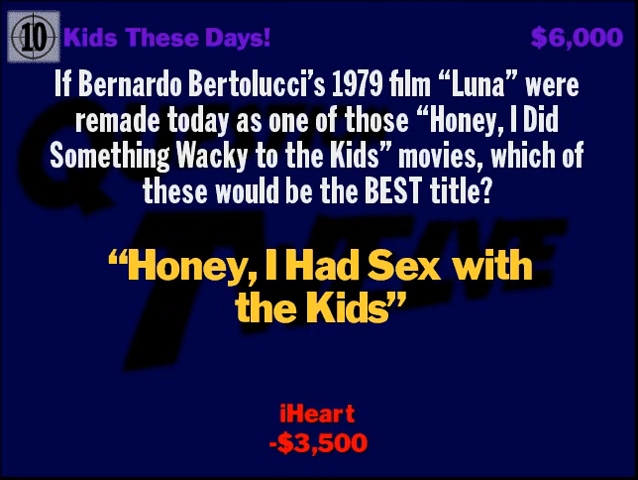 10 Kids These Days! $6,000
If Bernardo Bertolucci's 1979 film “Luna” were
remade today as one of those “Honey, I Did
Something Wacky to the Kids” movies, which of
these would be the BEST title?
“Honey, I Had Sex with
the Kids”
iHeart
-$3,500